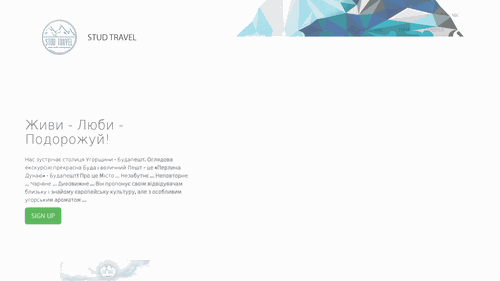 STUD TRAVEL
STUD TRAVEL
Живи - Люби -
Подорожуй!
Нас зустрічає столиця Угорщини - Будапешт. Оглядова
екскурсія прекрасна Буда і величний Пешт - це «Перлина
Дунаю» - Будапешт! Про це Місто ... Незабутнє ... Неповторне
... Чарівне ... Дивовижне ... Він пропонує своїм відвідувачам
близьку і знайому європейську культуру, але з особливим
угорським ароматом ...
SIGN UP